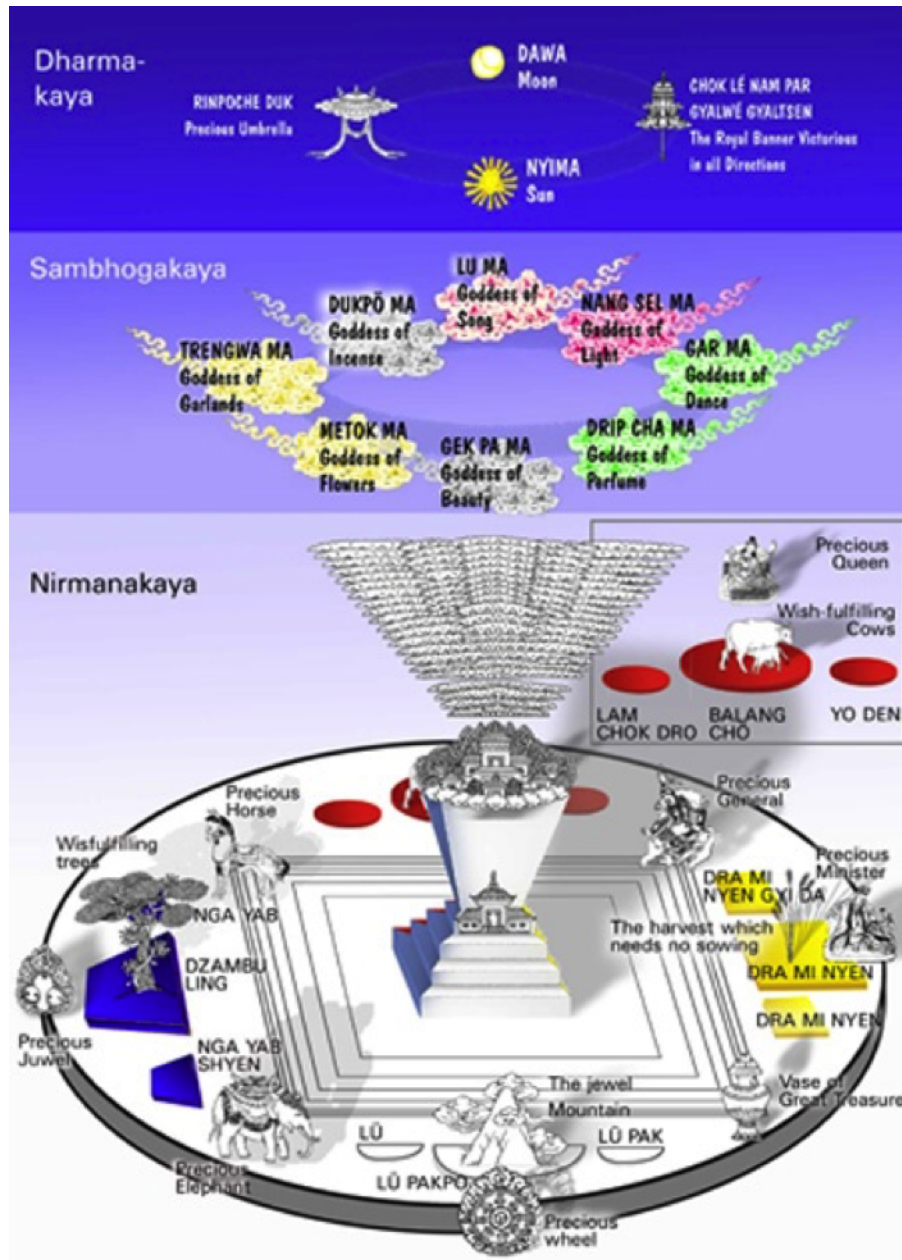 Dharma-
kaya
DAWA
Moon
RINPOCHE DUK
Precious Umbrella
CHOK LÉ NAM PAR
GYALWÉ GYALTSEN
The Royal Banner Victorious
in all Directions
NYIMA
Sun
Sambhogakaya
LU MA
Goddess of
Song
DUKPÖ MA
Goddess of
Incense
NANG SEL MA
Goddess of
Light
TRENGWA MA
Goddess of
Garlands
GAR MA
Goddess of
Dance
METOK MA
Goddess of
Flowers
GEK PA MA
Goddess of
Beauty
DRIP CHA MA
Goddess of
Perfume
Nirmanakaya
Precious
Queen
Wish-fulfilling
Cows
LAM
CHOK DRO
BALANG
CHÖ
YO DEN
Precious
Horse
Precious
General
Wisfulfilling
trees
NGA YAB
DZAMBU
LING
Precious
Juwel
NGA YAB
SHYEN
Precious
Elephant
DRA MI
NYEN GYI DA
Precious
Minister
The harvest which
needs no sowing
DRA MI NYEN
DRA MI NYEN
Vase of
Great Treasure
The jewel
Mountain
LÜ
LÜ PAK
LÜ PAKPO
Precious
wheel